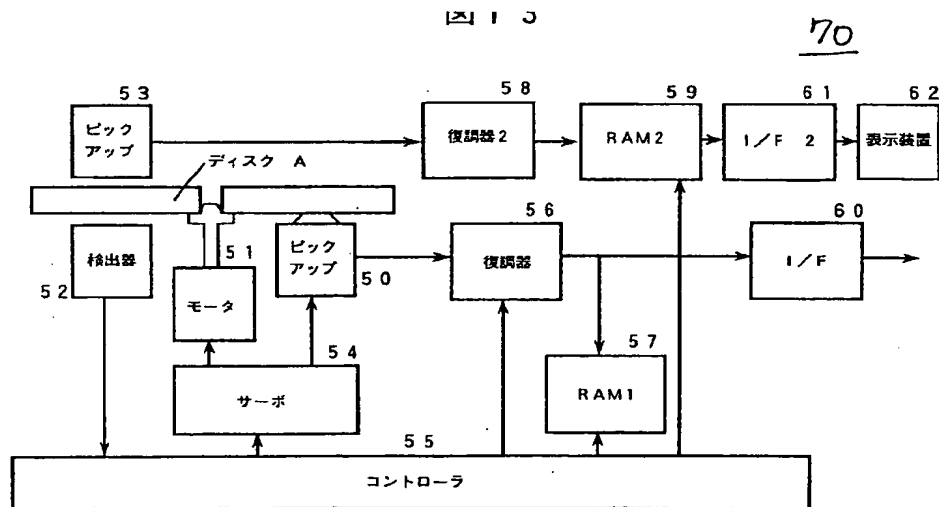 図13
70
53
ピック
アップ
58
復調器2
59
RAM2
61
I/F 2
62
表示装置
ディスク A
検出器
52
51
モータ
ピック
アップ
50
56
復調器
60
I/F
57
RAM1
54
サーボ
55
コントローラ